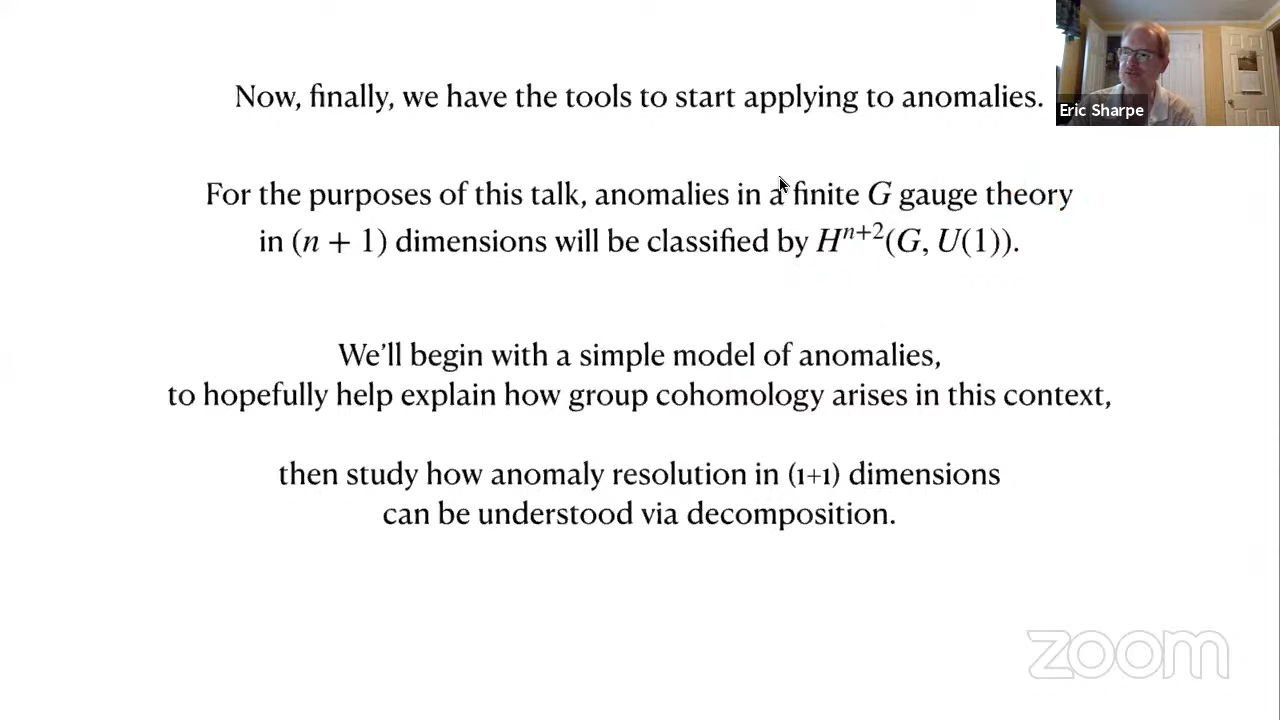 Now, finally, we have the tools to start applying to anomalies.
Eric Sharpe
For the purposes of this talk, anomalies in a finite G gauge theory
in (n + 1) dimensions will be classified by Hⁿ⁺²(G, U(1)).
We'll begin with a simple model of anomalies,
to hopefully help explain how group cohomology arises in this context,
then study how anomaly resolution in (1+1) dimensions
can be understood via decomposition.
zoom